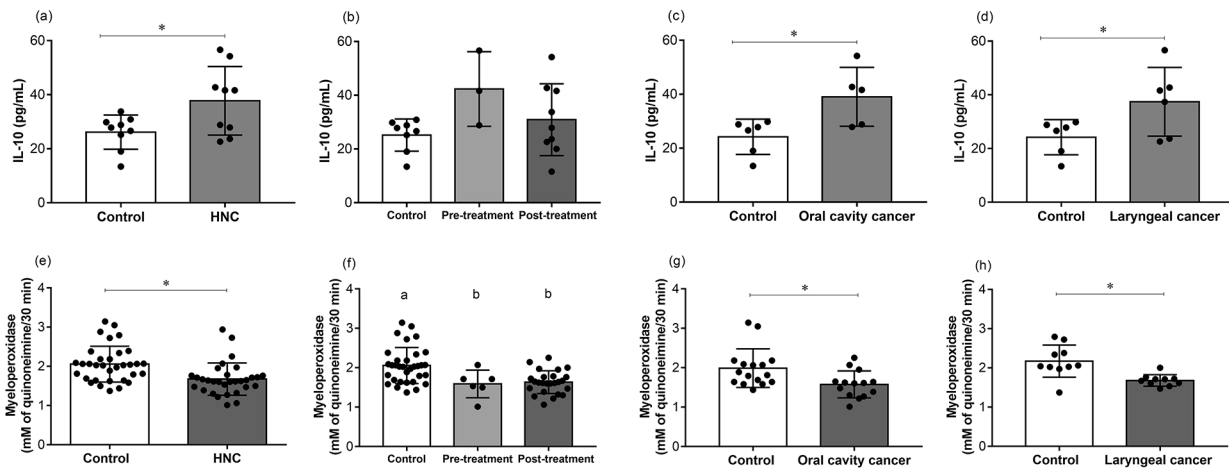 (a)
*
IL-10 (pg/mL)
60
40
20
0
Control
HNC
(b)
IL-10 (pg/mL)
60
40
20
0
Control
Pre-treatment
Post-treatment
(c)
*
IL-10 (pg/mL)
60
40
20
0
Control
Oral cavity cancer
(d)
*
IL-10 (pg/mL)
60
40
20
0
Control
Laryngeal cancer
(e)
*
Myeloperoxidase
(mM of quinoneimine/30 min)
4
3
2
1
0
Control
HNC
(f)
a
b
b
Myeloperoxidase
(mM of quinoneimine/30 min)
4
3
2
1
0
Control
Pre-treatment
Post-treatment
(g)
*
Myeloperoxidase
(mM of quinoneimine/30 min)
4
3
2
1
0
Control
Oral cavity cancer
(h)
*
Myeloperoxidase
(mM of quinoneimine/30 min)
4
3
2
1
0
Control
Laryngeal cancer